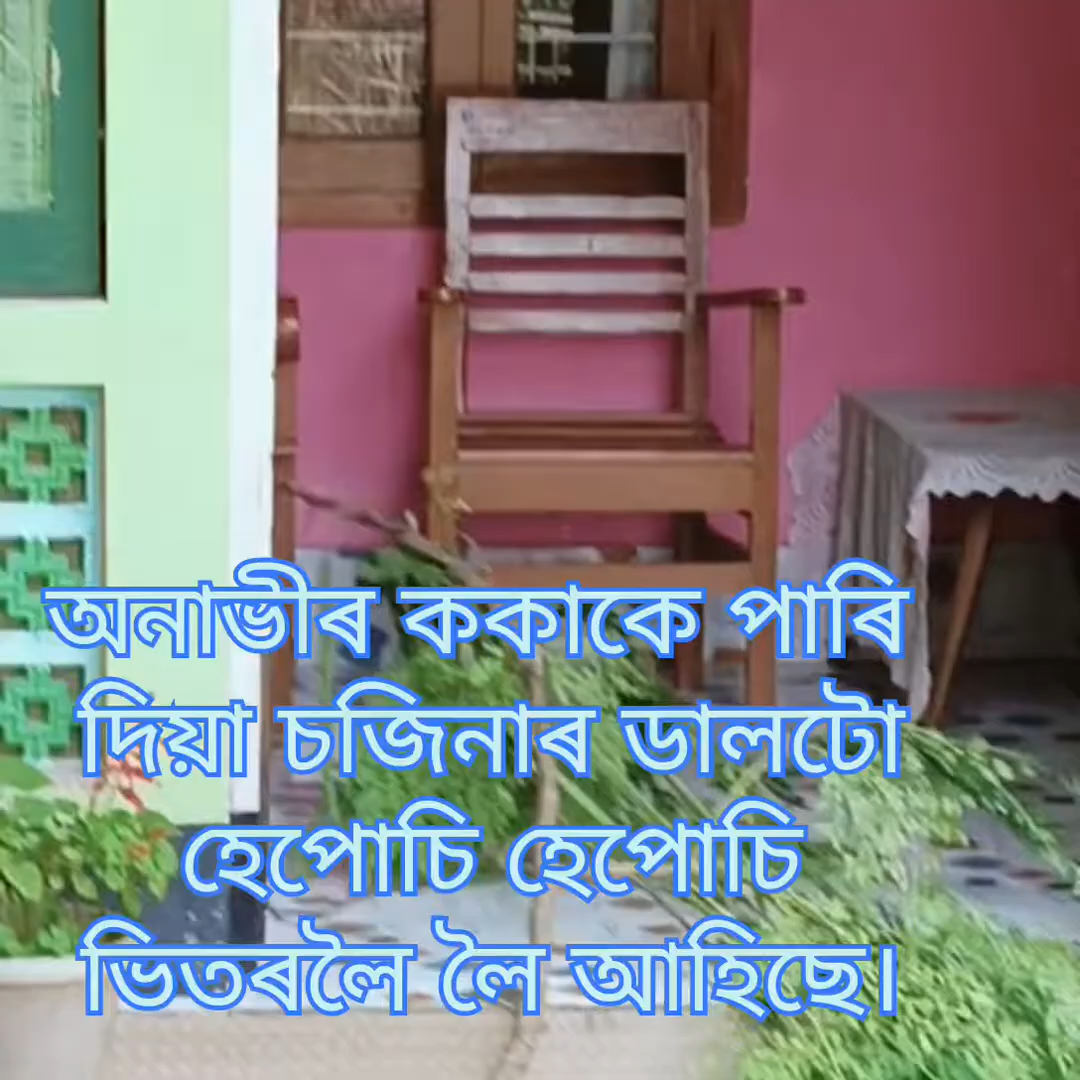 অনাভীৰ ককাকে পাৰি
দিয়া চজিনাৰ ডালটো
হেপোচি হেপোচি
ভিতৰলৈ লৈ আহিছে।